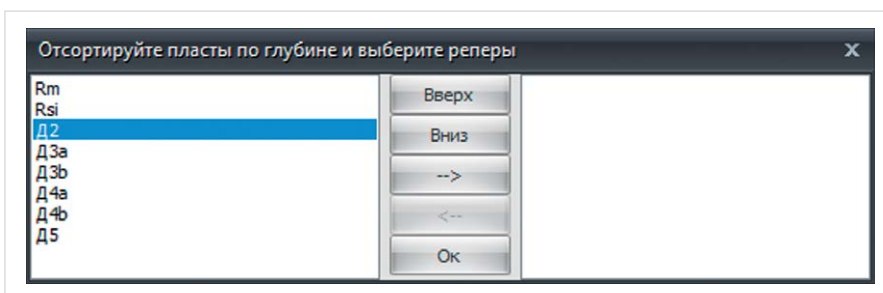 Отсортируйте пласты по глубине и выберите реперы X
Rm
Rsi
Д2
Д3a
Д3b
Д4a
Д4b
Д5
Вверх
Вниз
-->
<--
Ок